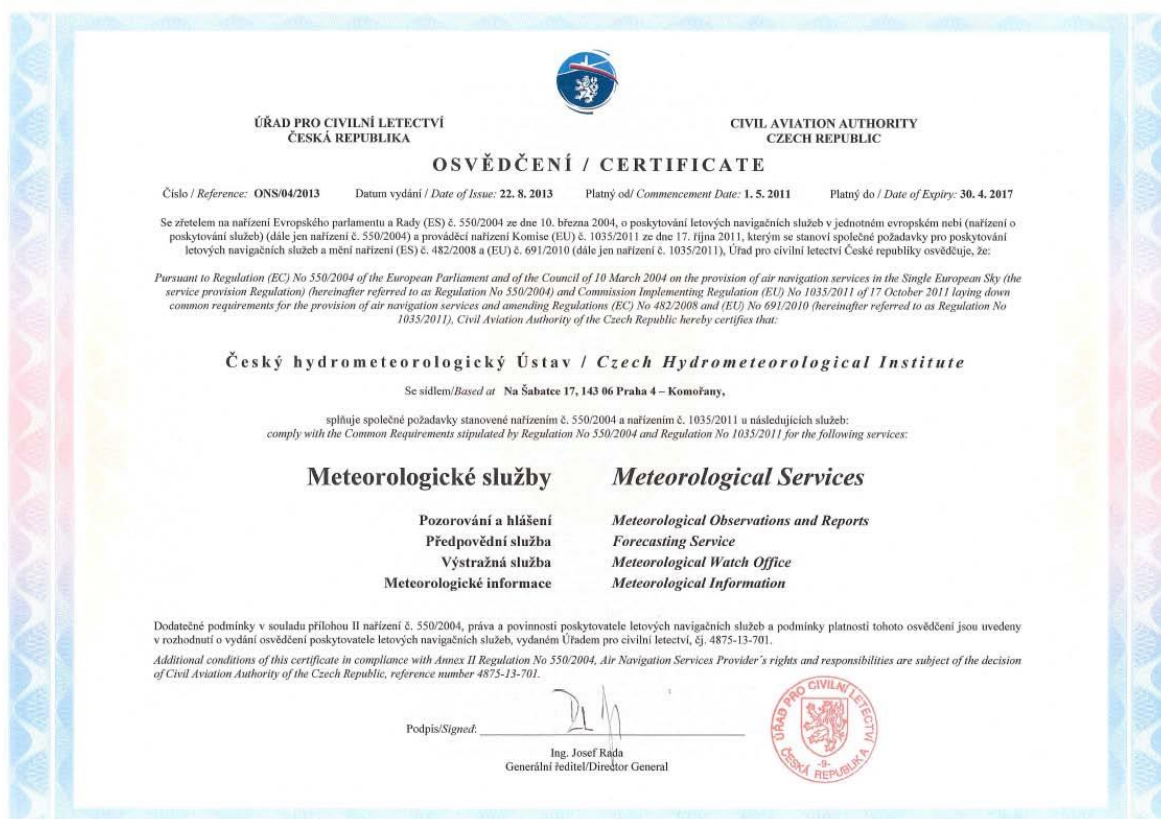 ÚŘAD PRO CIVILNÍ LETECTVÍ
ČESKÁ REPUBLIKA
CIVIL AVIATION AUTHORITY
CZECH REPUBLIC
OSVĚDČENÍ / CERTIFICATE
Číslo / Reference: ONS/04/2013 Datum vydání / Date of Issue: 22. 8. 2013 Platný od/ Commencement Date: 1. 5. 2011 Platný do / Date of Expiry: 30. 4. 2017
Se zřetelem na nařízení Evropského parlamentu a Rady (ES) č. 550/2004 ze dne 10. března 2004, o poskytování letových navigačních služeb v jednotném evropském nebi (nařízení o
poskytování služeb) (dále jen nařízení č. 550/2004) a prováděcí nařízení Komise (EU) č. 1035/2011 ze dne 17. října 2011, kterým se stanoví společné požadavky pro poskytování
letových navigačních služeb a mění nařízení (ES) č. 482/2008 a (EU) č. 691/2010 (dále jen nařízení č. 1035/2011), Úřad pro civilní letectví České republiky osvědčuje, že:
Pursuant to Regulation (EC) No 550/2004 of the European Parliament and of the Council of 10 March 2004 on the provision of air navigation services in the Single European Sky (the
service provision Regulation) (hereinafter referred to as Regulation No 550/2004) and Commission Implementing Regulation (EU) No 1035/2011 of 17 October 2011 laying down
common requirements for the provision of air navigation services and amending Regulations (EC) No 482/2008 and (EU) No 691/2010 (hereinafter referred to as Regulation No
1035/2011), Civil Aviation Authority of the Czech Republic hereby certifies that:
Český hydrometeorologický Ústav / Czech Hydrometeorological Institute
Se sídlem/Based at Na Šabatce 17, 143 06 Praha 4 – Komořany,
splňuje společné požadavky stanovené nařízením č. 550/2004 a nařízením č. 1035/2011 u následujících služeb:
comply with the Common Requirements stipulated by Regulation No 550/2004 and Regulation No 1035/2011 for the following services:
Meteorologické služby Meteorological Services
Pozorování a hlášení Meteorological Observations and Reports
Předpovědní služba Forecasting Service
Výstražná služba Meteorological Watch Office
Meteorologické informace Meteorological Information
Dodatečné podmínky v souladu přílohou II nařízení č. 550/2004, práva a povinnosti poskytovatele letových navigačních služeb a podmínky platnosti tohoto osvědčení jsou uvedeny
v rozhodnutí o vydání osvědčení poskytovatele letových navigačních služeb, vydaném Úřadem pro civilní letectví, čj. 4875-13-701.
Additional conditions of this certificate in compliance with Annex II Regulation No 550/2004, Air Navigation Services Provider´s rights and responsibilities are subject of the decision
of Civil Aviation Authority of the Czech Republic, reference number 4875-13-701.
Podpis/Signed:
Ing. Josef Rada
Generální ředitel/Director General
ÚŘAD PRO CIVILNÍ LETECTVÍ
ČESKÁ REPUBLIKA
-9-